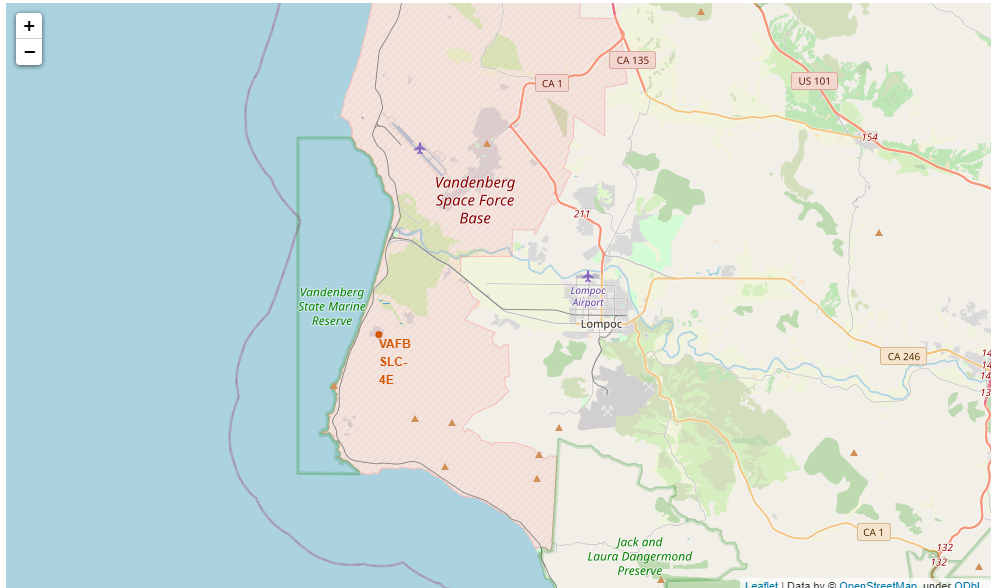 +
−
CA 135
CA 1
US 101
154
Vandenberg
Space Force
Base
211
Vandenberg
State Marine
Reserve
Lompoc
Airport
Lompoc
VAFB
SLC-
4E
CA 246
CA 1
132
132
Jack and
Laura Dangermond
Preserve
Leaflet | Data by © OpenStreetMap, under ODbL